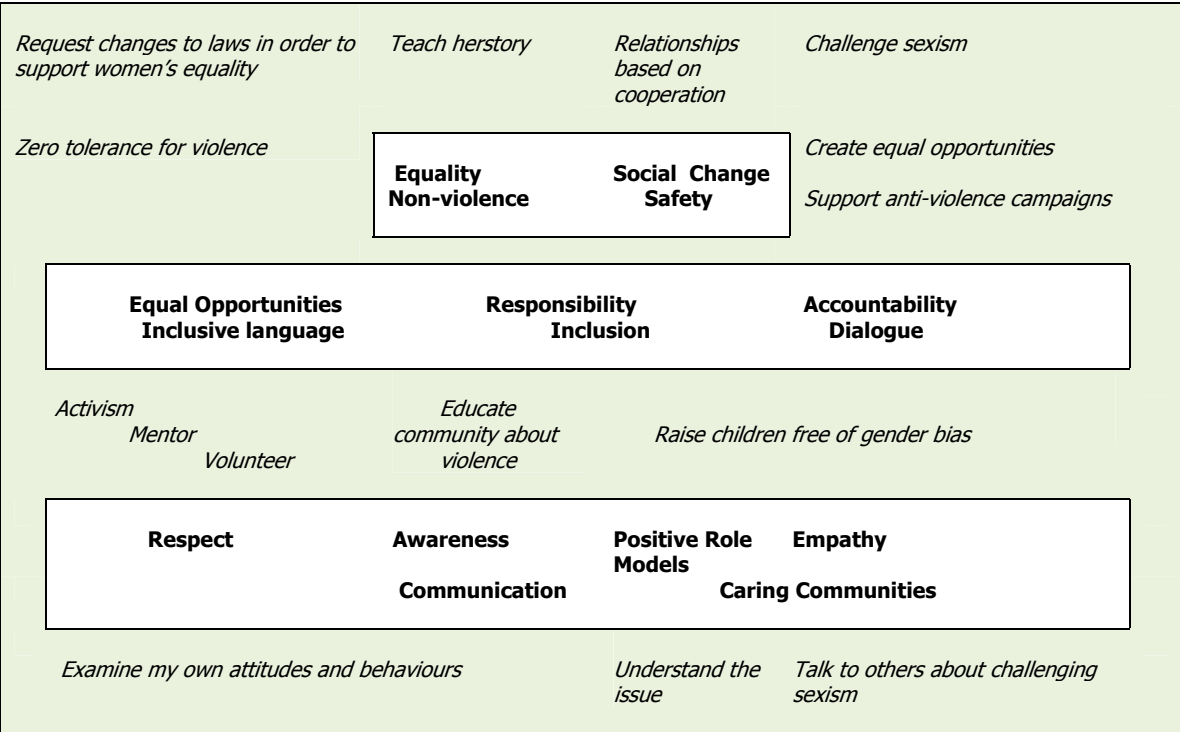 Request changes to laws in order to support women's equality
Teach herstory
Relationships based on cooperation
Challenge sexism
Zero tolerance for violence
Equality Social Change
Non-violence Safety
Create equal opportunities
Support anti-violence campaigns
Equal Opportunities Responsibility Accountability
Inclusive language Inclusion Dialogue
Activism
Mentor
Volunteer
Educate
community about
violence
Raise children free of gender bias
Respect Awareness Positive Role Models Empathy
Communication Caring Communities
Examine my own attitudes and behaviours
Understand the issue
Talk to others about challenging sexism